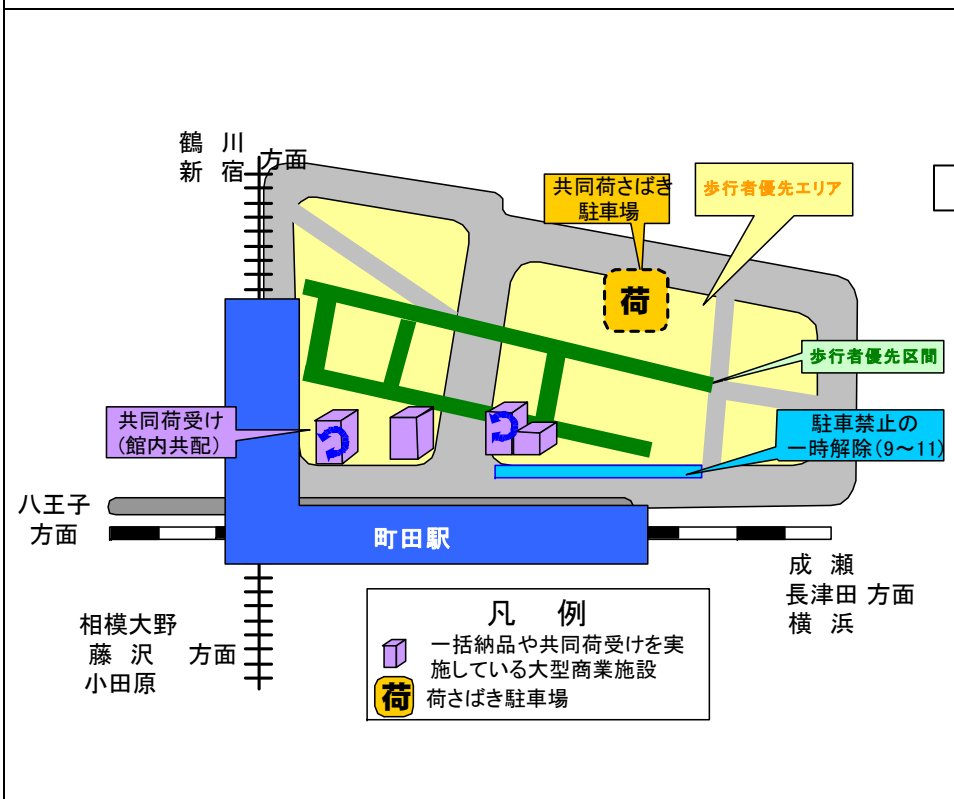 鶴 川
新 宿 方面
共同荷さばき
駐車場
歩行者優先エリア
荷
歩行者優先区間
共同荷受け
(館内共配)
駐車禁止の
一時解除(9～11)
八王子
方面
町田駅
成 瀬
長津田 方面
横 浜
相模大野
藤 沢 方面
小田原
凡 例
一括納品や共同荷受けを実
施している大型商業施設
荷 荷さばき駐車場